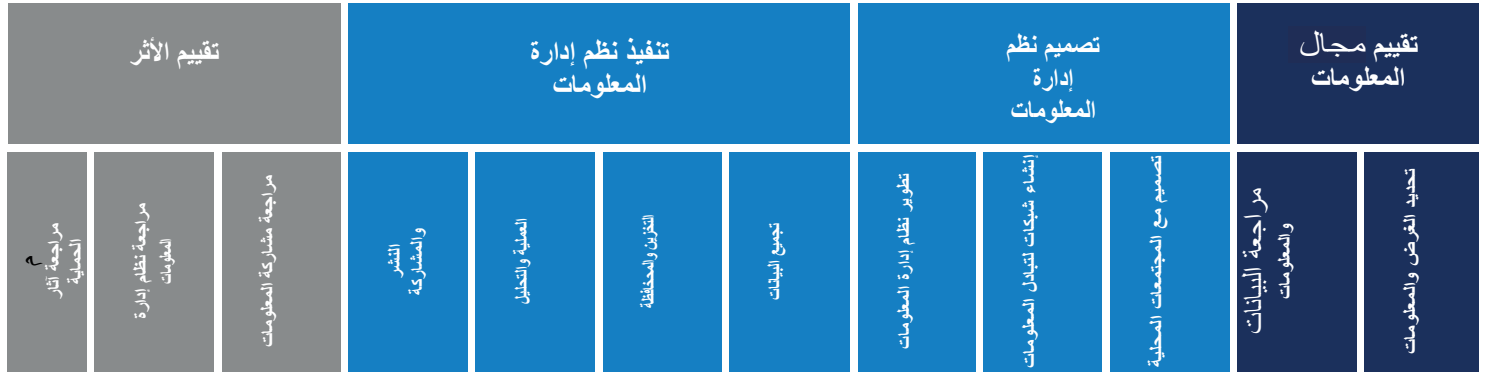 تقييم مجال
المعلومات
تصميم نظم
إدارة
المعلومات
تنفيذ نظم إدارة
المعلومات
تقييم الأثر
تحديد الغرض والمعلومات
مراجعة البيانات
والمعلومات
تصميم مع المجتمعات المحلية
إنشاء شبكات لتبادل المعلومات
تطوير نظام إدارة المعلومات
تجميع البيانات
التخزين والمحخافظة
العملية والتحليل
النشر
والمشاركة
مراجعة مشاركة المعلومات
مراجعة نظام إدارة
المعلومات
م
مراجعة آثار
الحماية